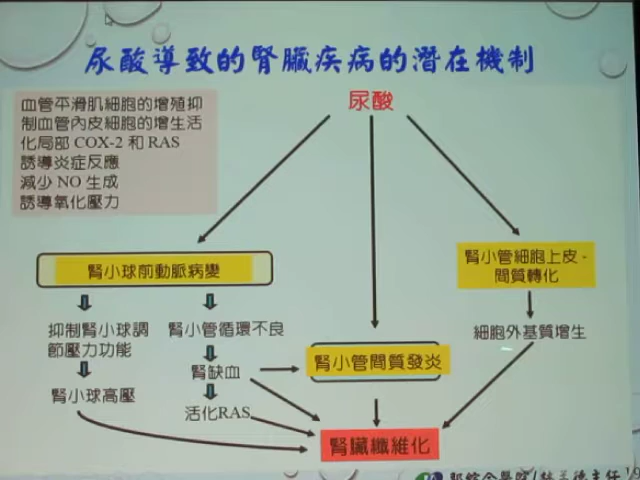 尿酸導致的腎臟疾病的潛在機制
血管平滑肌細胞的增殖抑
制血管內皮細胞的增生活
化局部 COX-2 和 RAS
誘導炎症反應
減少 NO 生成
誘導氧化壓力
尿酸
腎小球前動脈病變
腎小管細胞上皮 -
間質轉化
抑制腎小球調
節壓力功能
腎小管循環不良
細胞外基質增生
腎小管間質發炎
腎缺血
腎小球高壓
活化RAS
腎臟纖維化